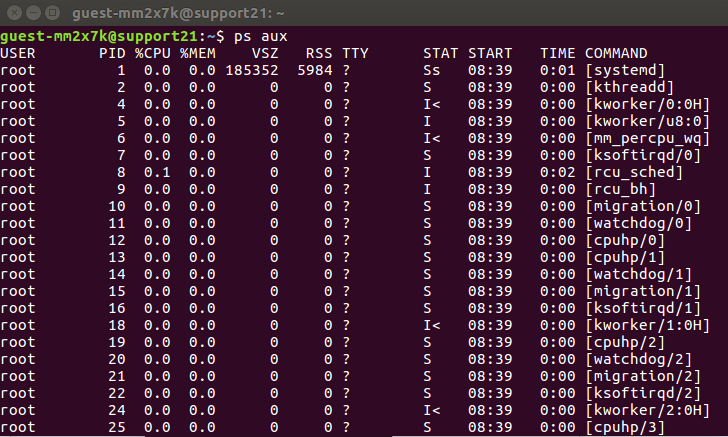 guest-mm2x7k@support21: ~
guest-mm2x7k@support21:~$ ps aux
USER PID %CPU %MEM VSZ RSS TTY STAT START TIME COMMAND
root 1 0.0 0.0 185352 5984 ? Ss 08:39 0:01 [systemd]
root 2 0.0 0.0 0 0 ? S 08:39 0:00 [kthreadd]
root 4 0.0 0.0 0 0 ? I< 08:39 0:00 [kworker/0:0H]
root 5 0.0 0.0 0 0 ? I 08:39 0:00 [kworker/u8:0]
root 6 0.0 0.0 0 0 ? I< 08:39 0:00 [mm_percpu_wq]
root 7 0.0 0.0 0 0 ? S 08:39 0:00 [ksoftirqd/0]
root 8 0.1 0.0 0 0 ? I 08:39 0:02 [rcu_sched]
root 9 0.0 0.0 0 0 ? I 08:39 0:00 [rcu_bh]
root 10 0.0 0.0 0 0 ? S 08:39 0:00 [migration/0]
root 11 0.0 0.0 0 0 ? S 08:39 0:00 [watchdog/0]
root 12 0.0 0.0 0 0 ? S 08:39 0:00 [cpuhp/0]
root 13 0.0 0.0 0 0 ? S 08:39 0:00 [cpuhp/1]
root 14 0.0 0.0 0 0 ? S 08:39 0:00 [watchdog/1]
root 15 0.0 0.0 0 0 ? S 08:39 0:00 [migration/1]
root 16 0.0 0.0 0 0 ? S 08:39 0:00 [ksoftirqd/1]
root 18 0.0 0.0 0 0 ? I< 08:39 0:00 [kworker/1:0H]
root 19 0.0 0.0 0 0 ? S 08:39 0:00 [cpuhp/2]
root 20 0.0 0.0 0 0 ? S 08:39 0:00 [watchdog/2]
root 21 0.0 0.0 0 0 ? S 08:39 0:00 [migration/2]
root 22 0.0 0.0 0 0 ? S 08:39 0:00 [ksoftirqd/2]
root 24 0.0 0.0 0 0 ? I< 08:39 0:00 [kworker/2:0H]
root 25 0.0 0.0 0 0 ? S 08:39 0:00 [cpuhp/3]